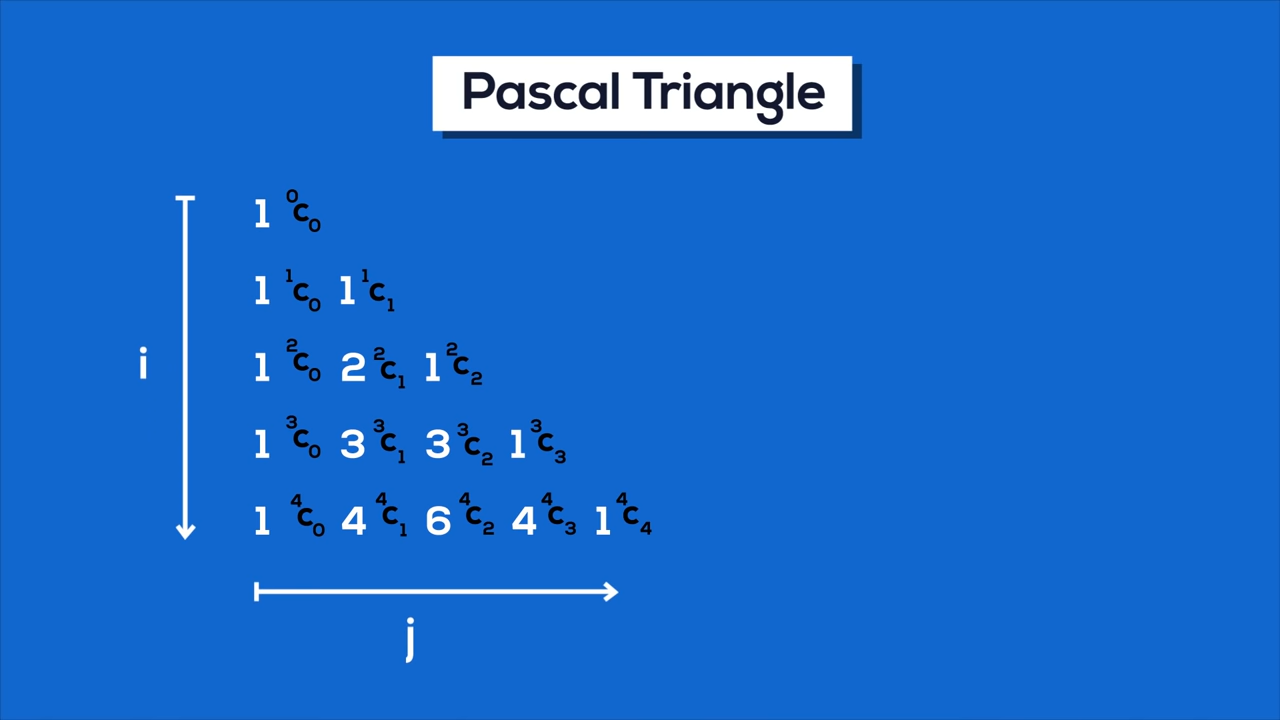 Pascal Triangle
1 ⁰c₀
1 ¹c₀ 1 ¹c₁
i
1 ²c₀ 2 ²c₁ 1 ²c₂
1 ³c₀ 3 ³c₁ 3 ³c₂ 1 ³c₃
1 ⁴c₀ 4 ⁴c₁ 6 ⁴c₂ 4 ⁴c₃ 1 ⁴c₄
j